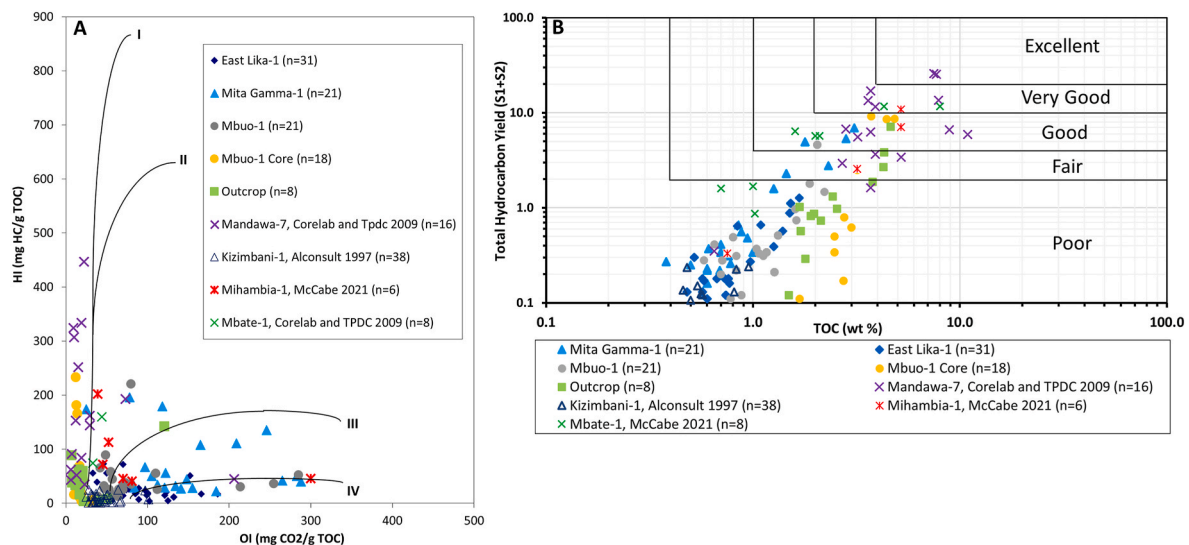 A
900
800
700
600
500
400
300
200
100
0
HI (mg HC/g TOC)
I
II
III
IV
East Lika-1 (n=31)
Mita Gamma-1 (n=21)
Mbuo-1 (n=21)
Mbuo-1 Core (n=18)
Outcrop (n=8)
Mandawa-7, Corelab and Tpdc 2009 (n=16)
Kizimbani-1, Alconsult 1997 (n=38)
Mihambia-1, McCabe 2021 (n=6)
Mbate-1, Corelab and TPDC 2009 (n=8)
0 100 200 300 400 500
OI (mg CO2/g TOC)
B
100.0
10.0
1.0
0.1
Total Hydrocarbon Yield (S1+S2)
Excellent
Very Good
Good
Fair
Poor
0.1 1.0 10.0 100.0
TOC (wt %)
Mita Gamma-1 (n=21) East Lika-1 (n=31)
Mbuo-1 (n=21) Mbuo-1 Core (n=18)
Outcrop (n=8) Mandawa-7, Corelab and TPDC 2009 (n=16)
Kizimbani-1, Alconsult 1997 (n=38) Mihambia-1, McCabe 2021 (n=6)
Mbate-1, McCabe 2021 (n=8)